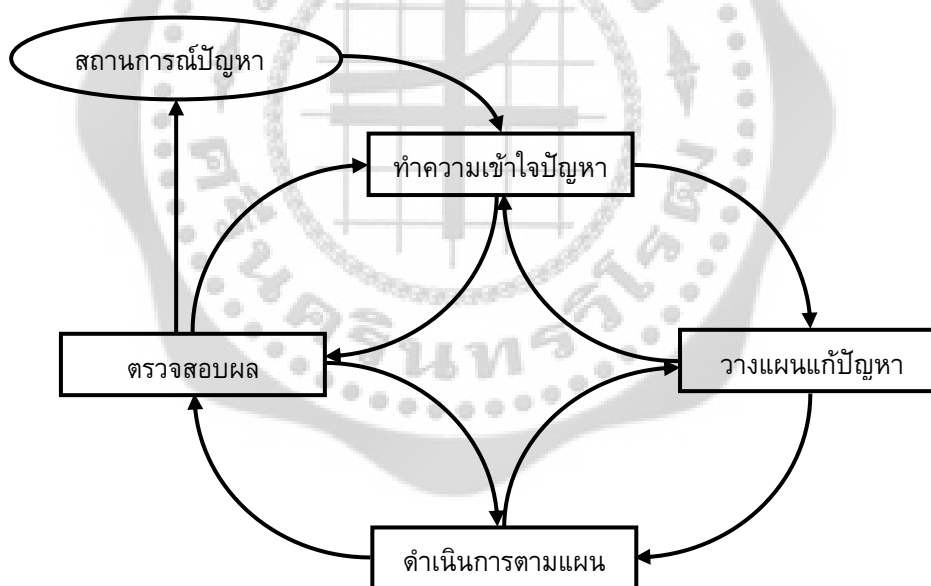 สถานการณ์ปัญหา
ทำความเข้าใจปัญหา
ตรวจสอบผล
วางแผนแก้ปัญหา
ดำเนินการตามแผน